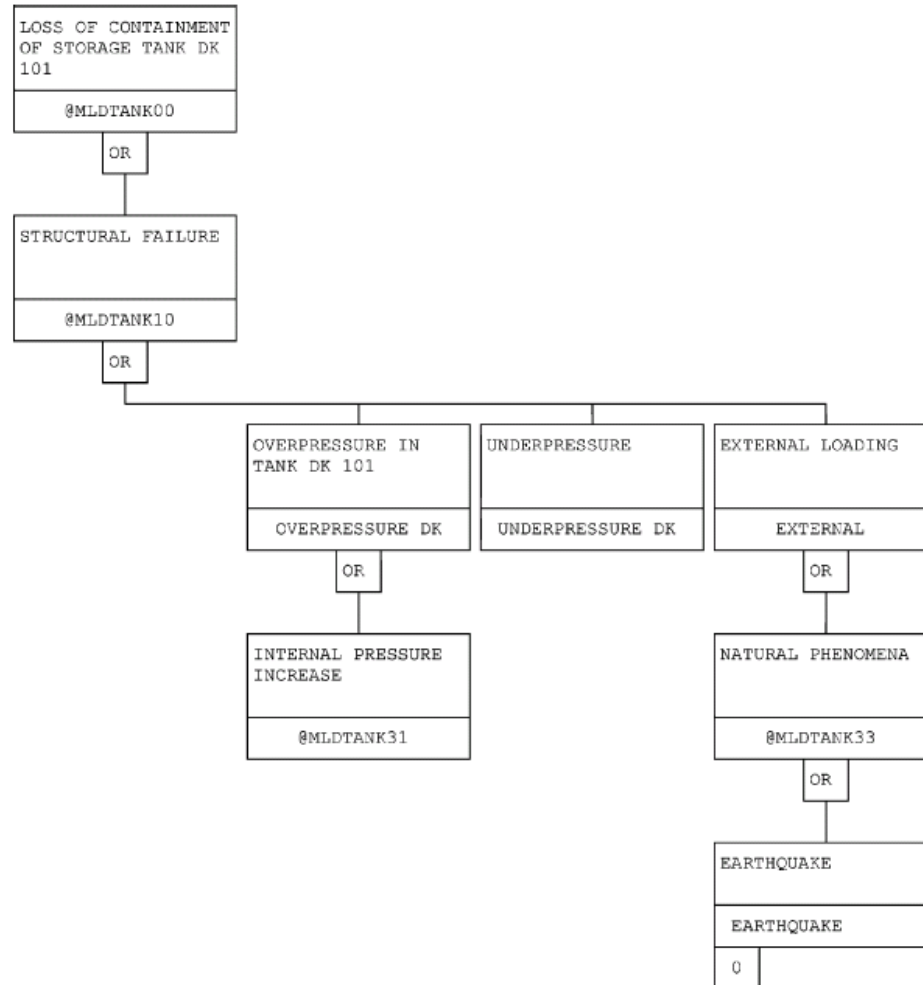 LOSS OF CONTAINMENT
OF STORAGE TANK DK
101
@MLDTANK00
OR
STRUCTURAL FAILURE
@MLDTANK10
OR
OVERPRESSURE IN
TANK DK 101
OVERPRESSURE DK
OR
INTERNAL PRESSURE
INCREASE
@MLDTANK31
UNDERPRESSURE
UNDERPRESSURE DK
EXTERNAL LOADING
EXTERNAL
OR
NATURAL PHENOMENA
@MLDTANK33
OR
EARTHQUAKE
EARTHQUAKE
0